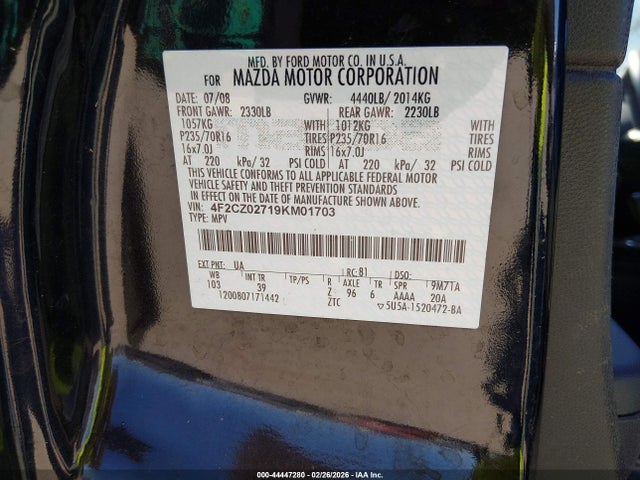 MFD. BY FORD MOTOR CO. IN U.S.A.
FOR MAZDA MOTOR CORPORATION
DATE: 07/08 GVWR: 4440LB/ 2014KG
FRONT GAWR: 2330LB REAR GAWR: 2230LB
1057KG WITH 1012KG WITH
P235/70R16 TIRES P235/70R16 TIRES
16x7.0J RIMS 16x7.0J RIMS
AT 220 kPa/ 32 PSI COLD AT 220 kPa/ 32 PSI COLD
THIS VEHICLE CONFORMS TO ALL APPLICABLE FEDERAL MOTOR
VEHICLE SAFETY AND THEFT PREVENTION STANDARDS
IN EFFECT ON THE DATE OF MANUFACTURE SHOWN ABOVE.
VIN: 4F2CZ02719KM01703
TYPE: MPV
EXT PNT: UA RC: 81 DSO:
WB INT TR TP/PS R AXLE TR SPR 9M71A
103 39 Z 96 6 AAAA 20A
1200807171442 ZTC ▽5U5A-1520472-BA
000-44447280 - 02/26/2026 - IAA Inc.